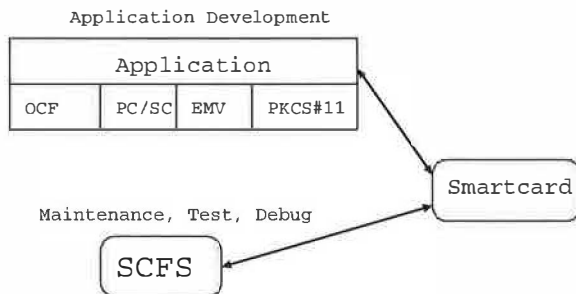 Application Development
Application
OCF PC/SC EMV PKCS#11
Smartcard
Maintenance, Test, Debug
SCFS